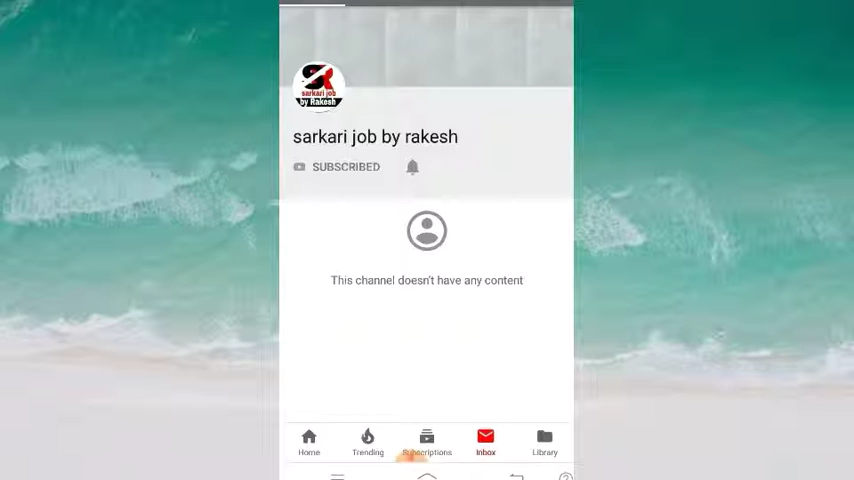 sarkari job
by Rakesh
sarkari job by rakesh
SUBSCRIBED
This channel doesn't have any content
Home
Trending
Subscriptions
Inbox
Library